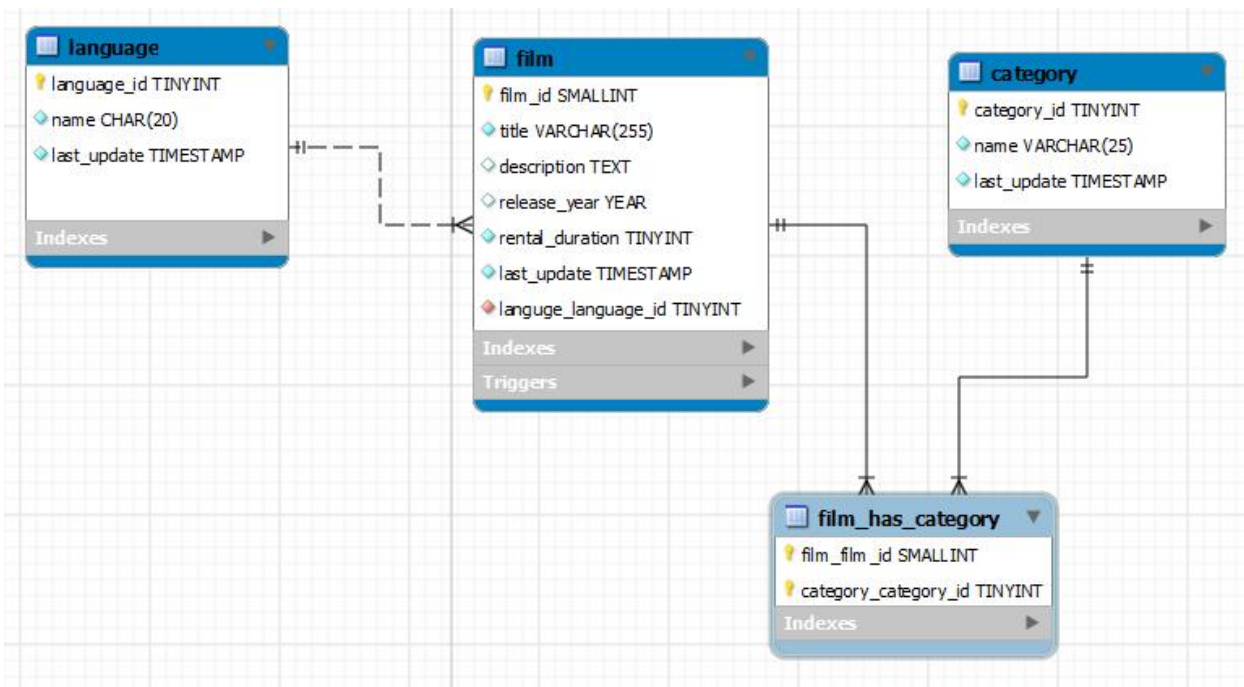 language
language_id TINYINT
name CHAR(20)
last_update TIMESTAMP
Indexes
film
film_id SMALLINT
title VARCHAR(255)
description TEXT
release_year YEAR
rental_duration TINYINT
last_update TIMESTAMP
languge_language_id TINYINT
Indexes
Triggers
category
category_id TINYINT
name VARCHAR(25)
last_update TIMESTAMP
Indexes
film_has_category
film_film_id SMALLINT
category_category_id TINYINT
Indexes